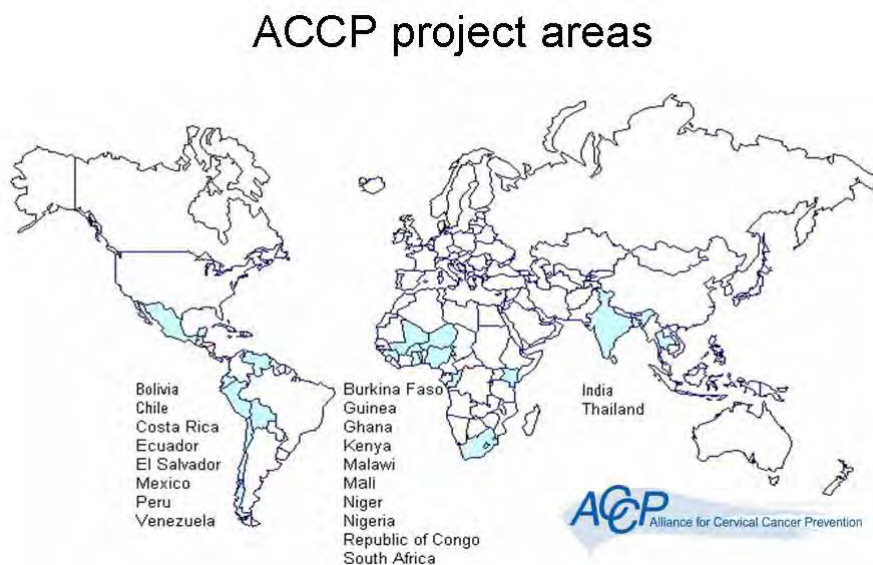 ACCP project areas
Bolivia
Chile
Costa Rica
Ecuador
El Salvador
Mexico
Peru
Venezuela
Burkina Faso
Guinea
Ghana
Kenya
Malawi
Mali
Niger
Nigeria
Republic of Congo
South Africa
India
Thailand
ACCP Alliance for Cervical Cancer Prevention